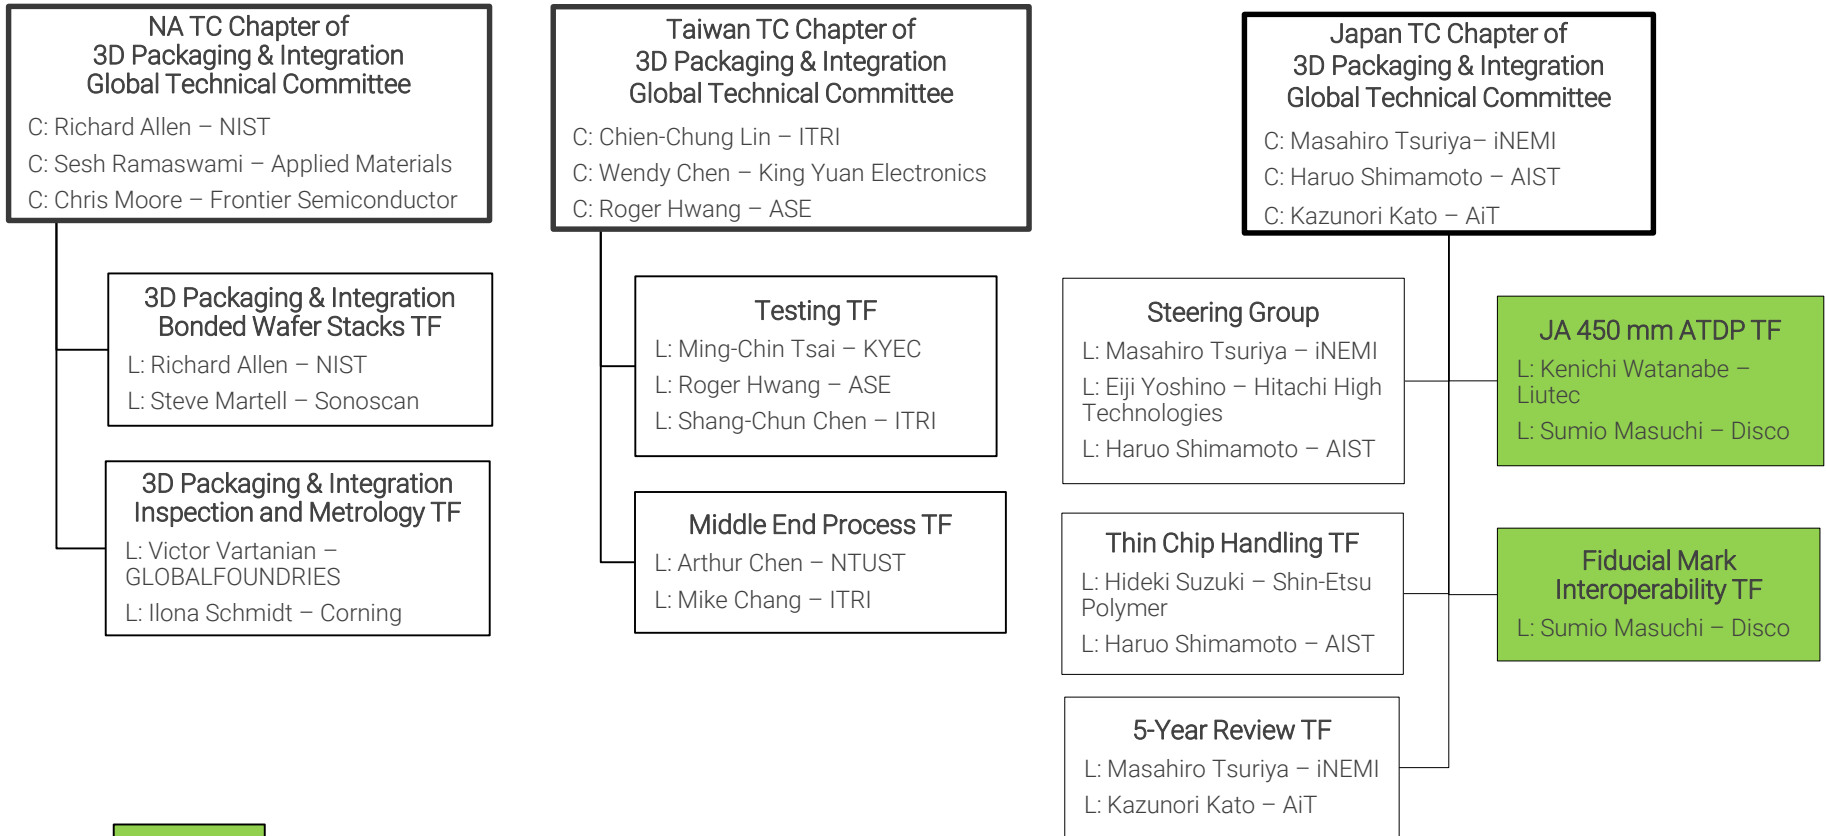 NA TC Chapter of
3D Packaging & Integration
Global Technical Committee
C: Richard Allen – NIST
C: Sesh Ramaswami – Applied Materials
C: Chris Moore – Frontier Semiconductor
3D Packaging & Integration
Bonded Wafer Stacks TF
L: Richard Allen – NIST
L: Steve Martell – Sonoscan
3D Packaging & Integration
Inspection and Metrology TF
L: Victor Vartanian –
GLOBALFOUNDRIES
L: Ilona Schmidt – Corning
Taiwan TC Chapter of
3D Packaging & Integration
Global Technical Committee
C: Chien-Chung Lin – ITRI
C: Wendy Chen – King Yuan Electronics
C: Roger Hwang – ASE
Testing TF
L: Ming-Chin Tsai – KYEC
L: Roger Hwang – ASE
L: Shang-Chun Chen – ITRI
Middle End Process TF
L: Arthur Chen – NTUST
L: Mike Chang – ITRI
Japan TC Chapter of
3D Packaging & Integration
Global Technical Committee
C: Masahiro Tsuriya– iNEMI
C: Haruo Shimamoto – AIST
C: Kazunori Kato – AiT
Steering Group
L: Masahiro Tsuriya – iNEMI
L: Eiji Yoshino – Hitachi High
Technologies
L: Haruo Shimamoto – AIST
Thin Chip Handling TF
L: Hideki Suzuki – Shin-Etsu
Polymer
L: Haruo Shimamoto – AIST
5-Year Review TF
L: Masahiro Tsuriya – iNEMI
L: Kazunori Kato – AiT
JA 450 mm ATDP TF
L: Kenichi Watanabe –
Liutec
L: Sumio Masuchi – Disco
Fiducial Mark
Interoperability TF
L: Sumio Masuchi – Disco